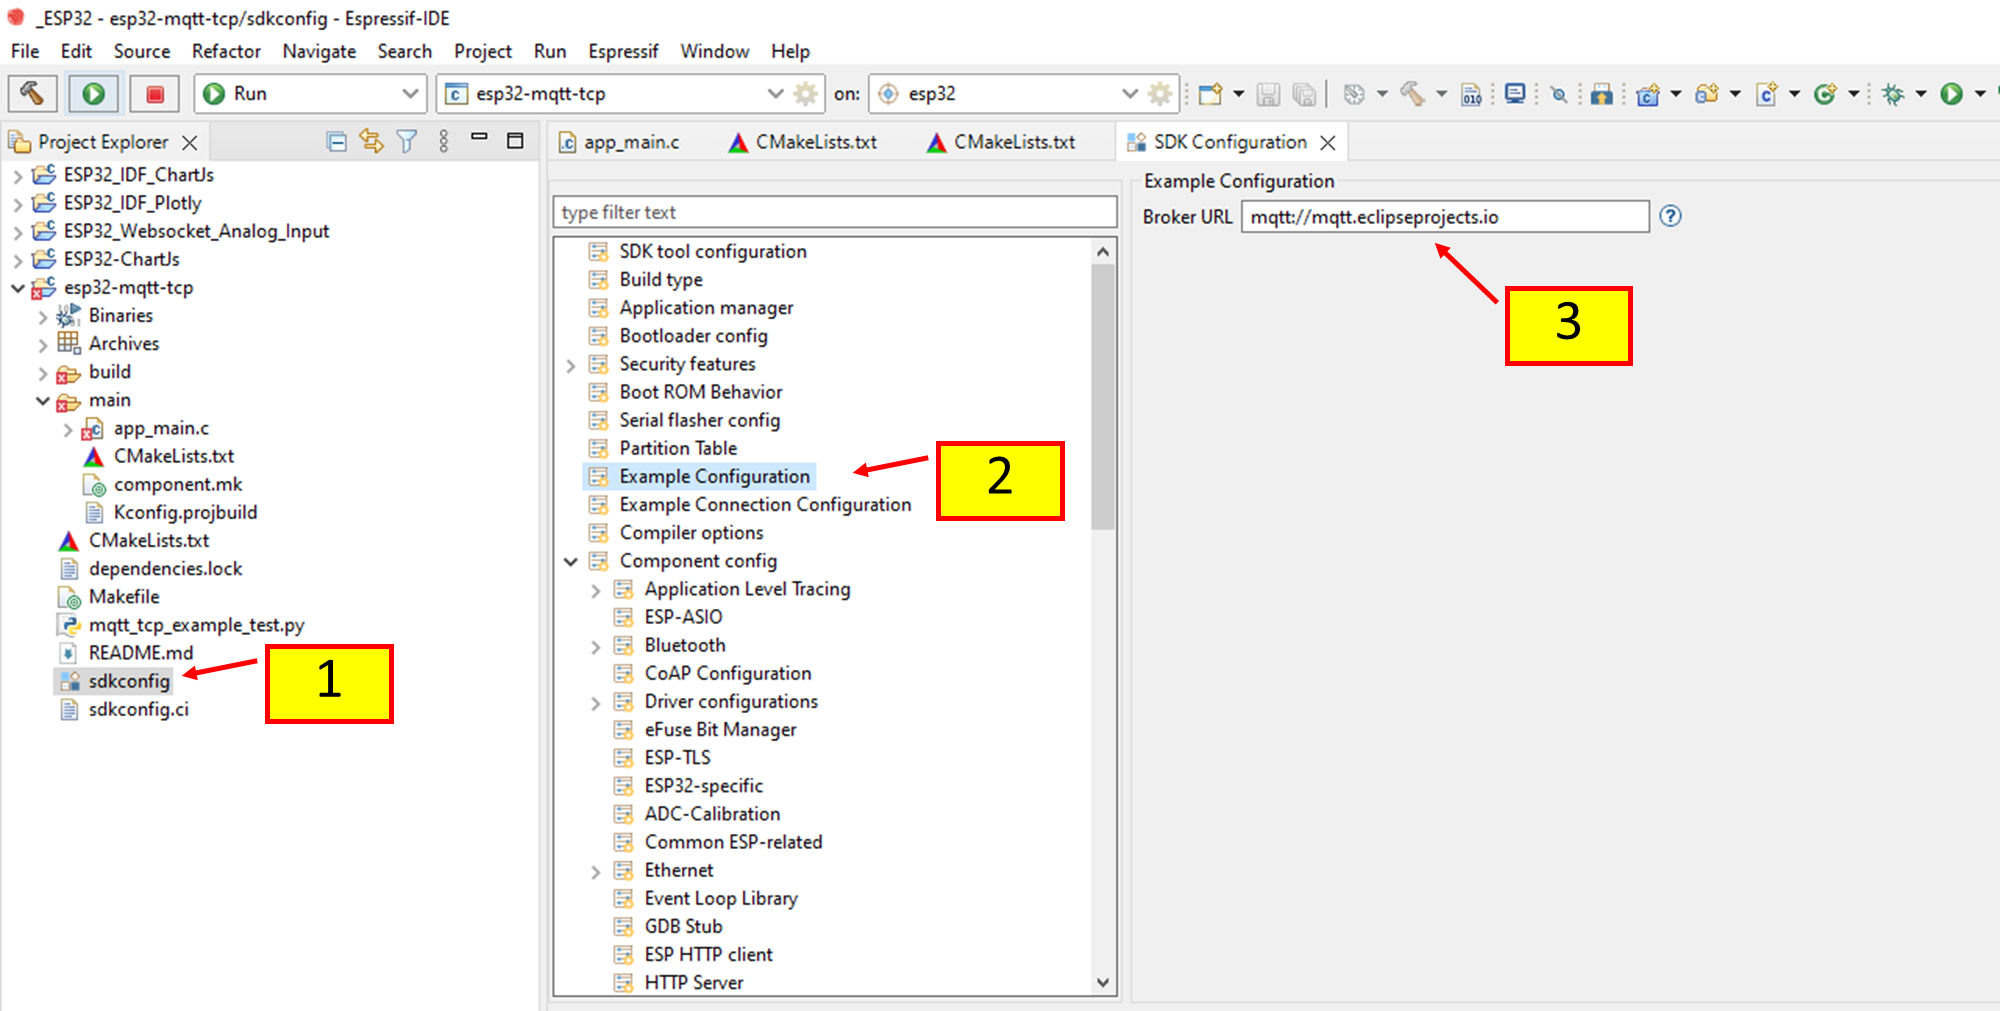 _ESP32 - esp32-mqtt-tcp/sdkconfig - Espressif-IDE
File Edit Source Refactor Navigate Search Project Run Espressif Window Help
Run esp32-mqtt-tcp on: esp32
Project Explorer
ESP32_IDF_ChartJs
ESP32_IDF_Plotly
ESP32_Websocket_Analog_Input
ESP32-ChartJs
esp32-mqtt-tcp
Binaries
Archives
build
main
app_main.c
CMakeLists.txt
component.mk
Kconfig.projbuild
CMakeLists.txt
dependencies.lock
Makefile
mqtt_tcp_example_test.py
README.md
sdkconfig
sdkconfig.ci
1
app_main.c CMakeLists.txt CMakeLists.txt SDK Configuration
type filter text
SDK tool configuration
Build type
Application manager
Bootloader config
Security features
Boot ROM Behavior
Serial flasher config
Partition Table
Example Configuration
Example Connection Configuration
Compiler options
Component config
Application Level Tracing
ESP-ASIO
Bluetooth
CoAP Configuration
Driver configurations
eFuse Bit Manager
ESP-TLS
ESP32-specific
ADC-Calibration
Common ESP-related
Ethernet
Event Loop Library
GDB Stub
ESP HTTP client
HTTP Server
2
Example Configuration
Broker URL mqtt://mqtt.eclipseprojects.io
3